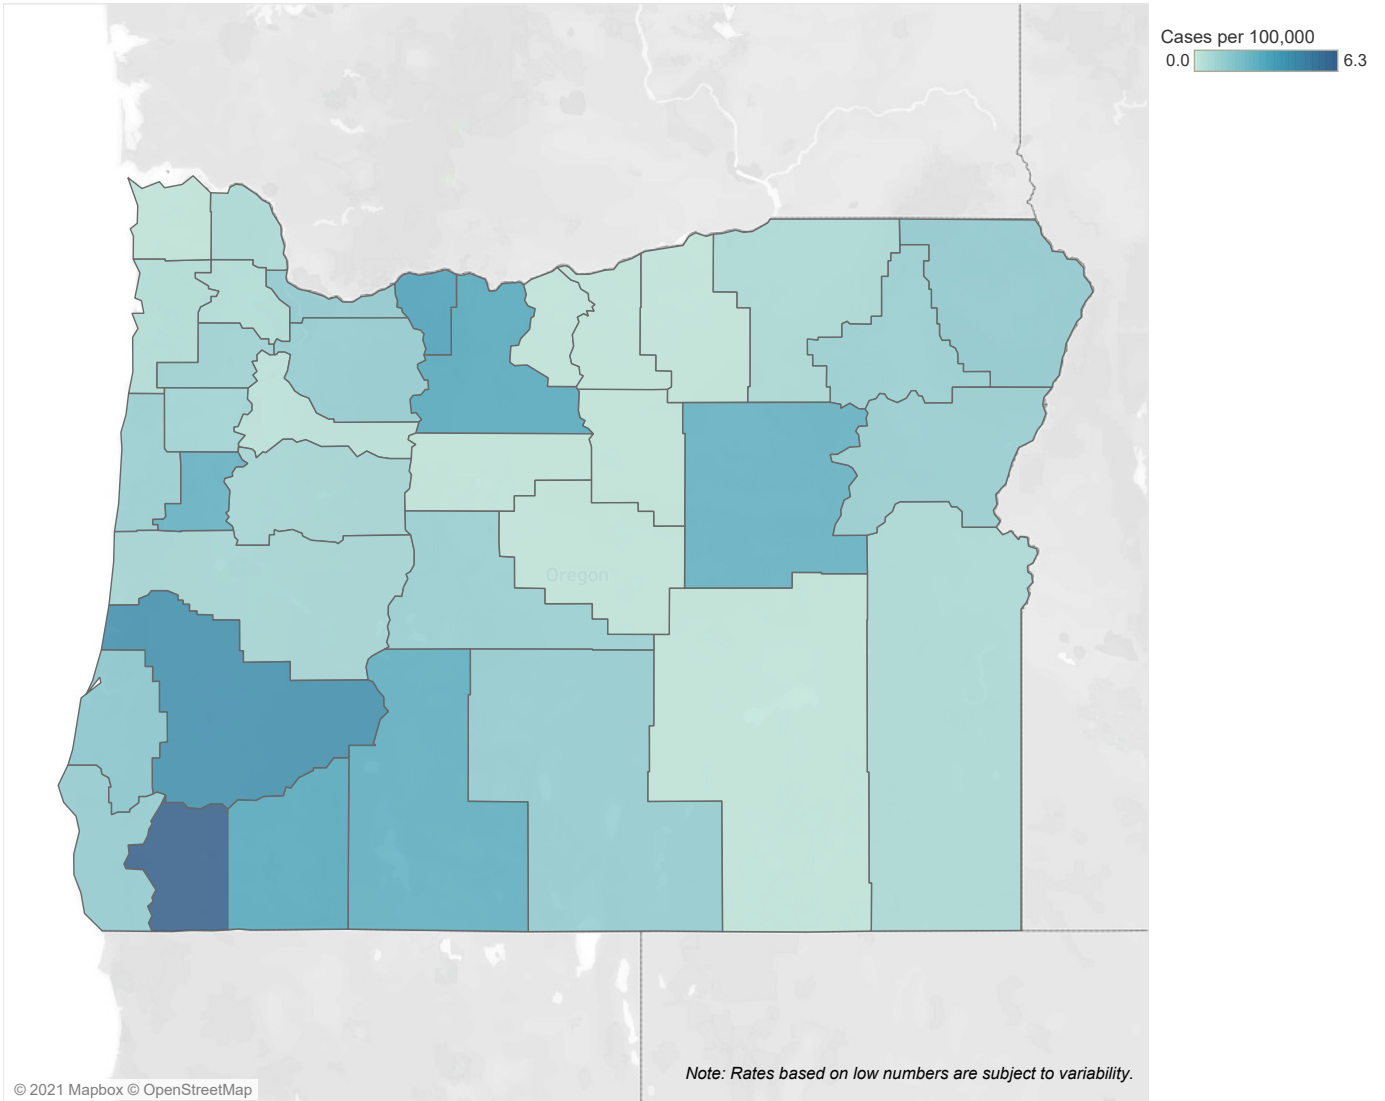 Cases per 100,000
0.0 6.3
Oregon
Note: Rates based on low numbers are subject to variability.
© 2021 Mapbox © OpenStreetMap